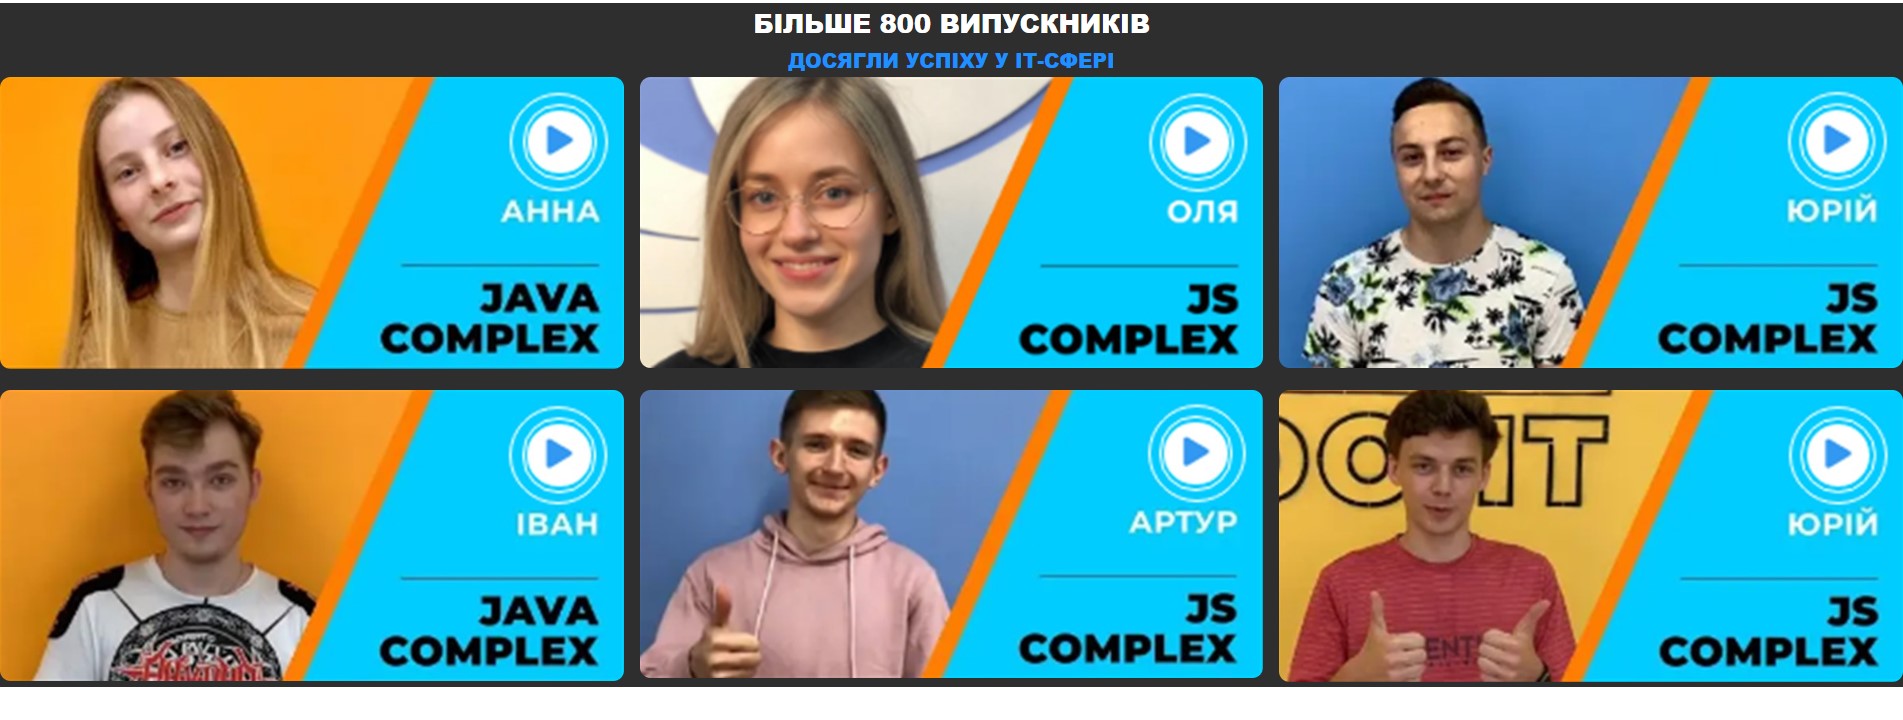 БІЛЬШЕ 800 ВИПУСКНИКІВ
ДОСЯГЛИ УСПІХУ У ІТ-СФЕРІ
АННА
JAVA
COMPLEX
ОЛЯ
JS
COMPLEX
ЮРІЙ
JS
COMPLEX
ІВАН
JAVA
COMPLEX
АРТУР
JS
COMPLEX
ЮРІЙ
JS
COMPLEX